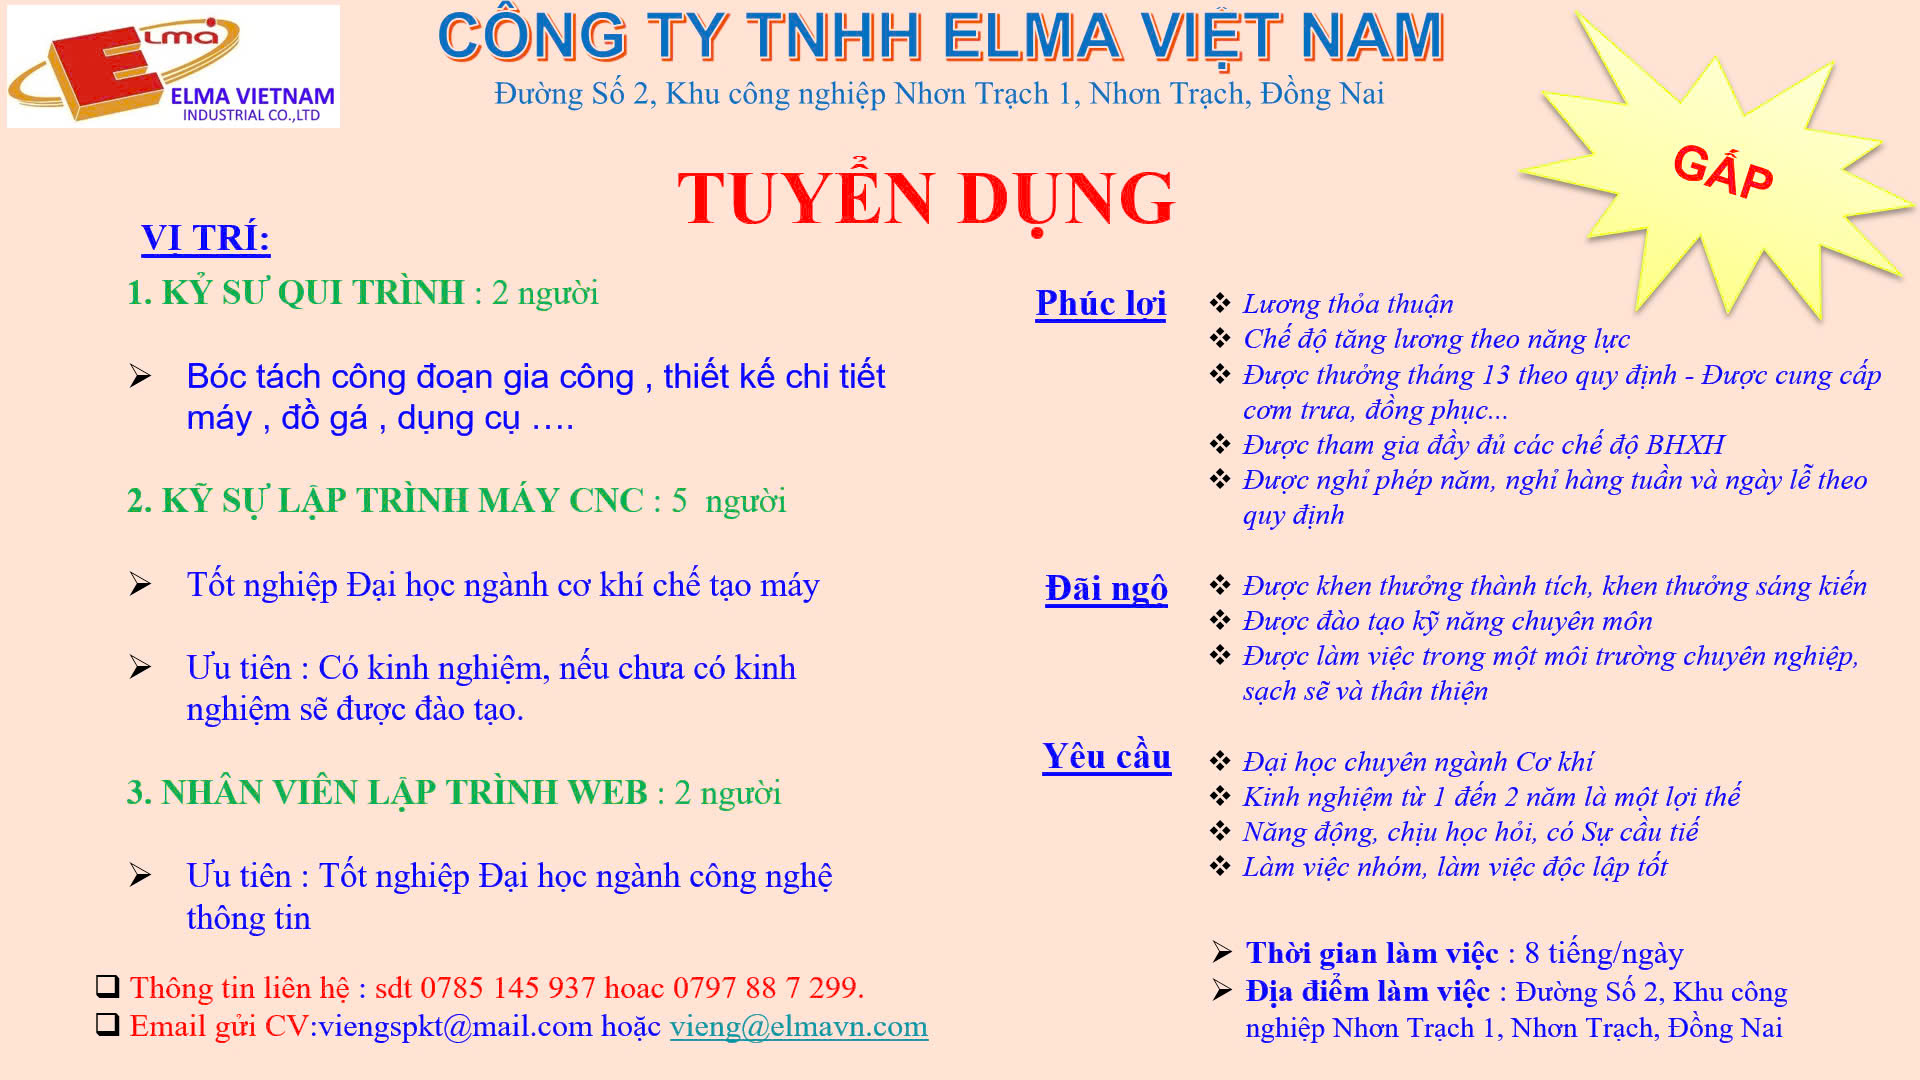 Elma
ELMA VIETNAM
INDUSTRIAL CO.,LTD
CÔNG TY TNHH ELMA VIỆT NAM
Đường Số 2, Khu công nghiệp Nhơn Trạch 1, Nhơn Trạch, Đồng Nai
GẤP
TUYỂN DỤNG
VỊ TRÍ:
1. KỶ SƯ QUI TRÌNH : 2 người
Bóc tách công đoạn gia công , thiết kế chi tiết
máy , đồ gá , dụng cụ ….
2. KỸ SỰ LẬP TRÌNH MÁY CNC : 5 người
Tốt nghiệp Đại học ngành cơ khí chế tạo máy
Ưu tiên : Có kinh nghiệm, nếu chưa có kinh
nghiệm sẽ được đào tạo.
3. NHÂN VIÊN LẬP TRÌNH WEB : 2 người
Ưu tiên : Tốt nghiệp Đại học ngành công nghệ
thông tin
Thông tin liên hệ : sdt 0785 145 937 hoac 0797 88 7 299.
Email gửi CV:viengspkt@mail.com hoặc vieng@elmavn.com
Phúc lợi
Lương thỏa thuận
Chế độ tăng lương theo năng lực
Được thưởng tháng 13 theo quy định - Được cung cấp
cơm trưa, đồng phục...
Được tham gia đầy đủ các chế độ BHXH
Được nghỉ phép năm, nghỉ hàng tuần và ngày lễ theo
quy định
Đãi ngộ
Được khen thưởng thành tích, khen thưởng sáng kiến
Được đào tạo kỹ năng chuyên môn
Được làm việc trong một môi trường chuyên nghiệp,
sạch sẽ và thân thiện
Yêu cầu
Đại học chuyên ngành Cơ khí
Kinh nghiệm từ 1 đến 2 năm là một lợi thế
Năng động, chịu học hỏi, có Sự cầu tiế
Làm việc nhóm, làm việc độc lập tốt
Thời gian làm việc : 8 tiếng/ngày
Địa điểm làm việc : Đường Số 2, Khu công
nghiệp Nhơn Trạch 1, Nhơn Trạch, Đồng Nai